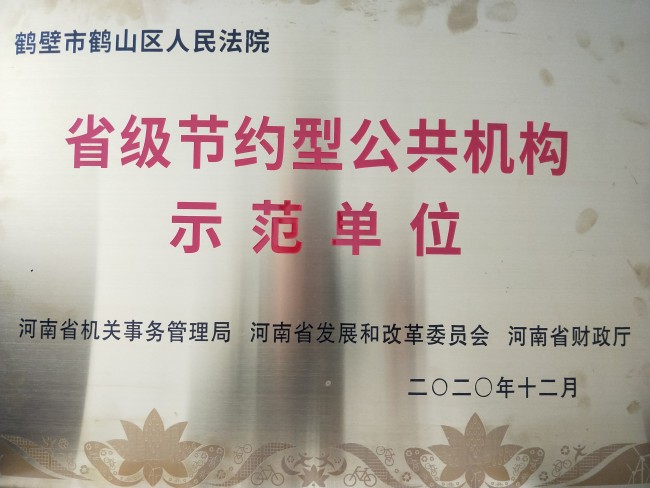 鹤壁市鹤山区人民法院
省级节约型公共机构
示范单位
河南省机关事务管理局 河南省发展和改革委员会 河南省财政厅
二〇二〇年十二月